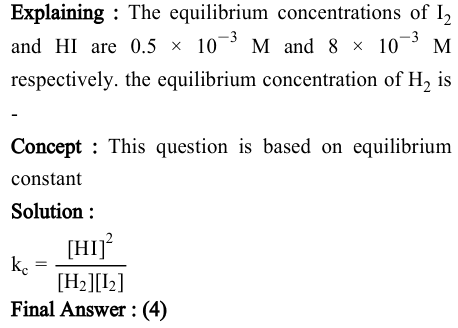 Explaining : The equilibrium concentrations of I₂
and HI are 0.5 × 10⁻³ M and 8 × 10⁻³ M
respectively. the equilibrium concentration of H₂ is
-
Concept : This question is based on equilibrium
constant
Solution :
k_c = [HI]² / [H₂][I₂]
Final Answer : (4)